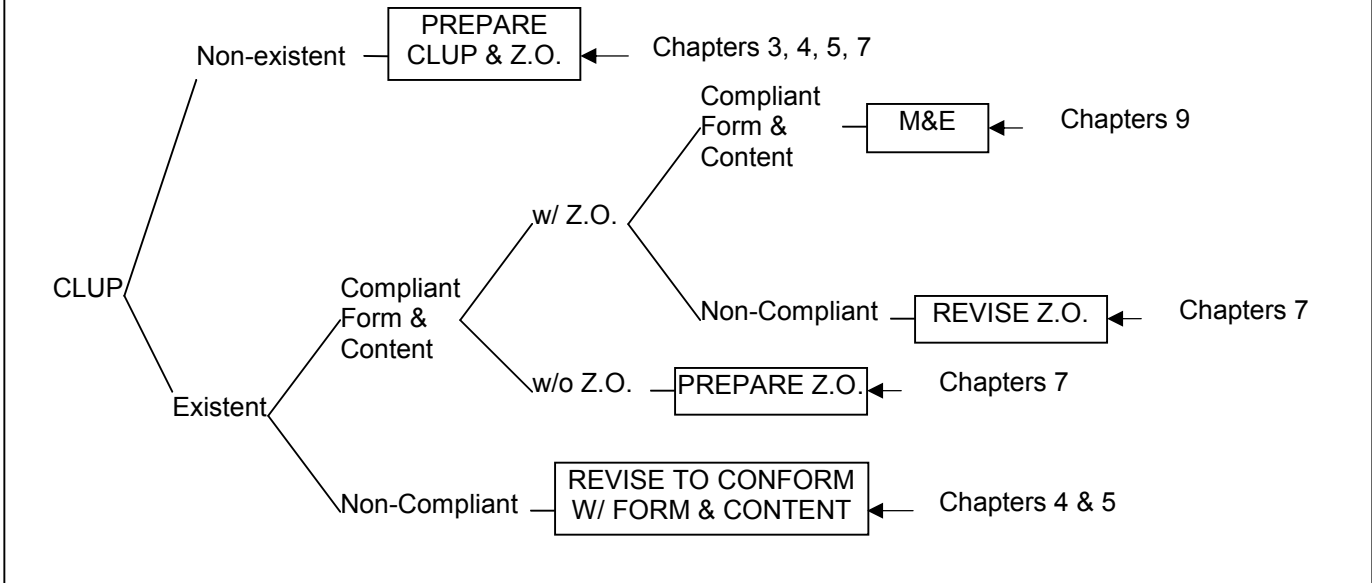 PREPARE
CLUP & Z.O.
Non-existent
Chapters 3, 4, 5, 7
Compliant
Form &
Content
M&E
Chapters 9
w/ Z.O.
CLUP
Compliant
Form &
Content
Non-Compliant
REVISE Z.O.
Chapters 7
w/o Z.O.
PREPARE Z.O.
Chapters 7
Existent
REVISE TO CONFORM
W/ FORM & CONTENT
Non-Compliant
Chapters 4 & 5